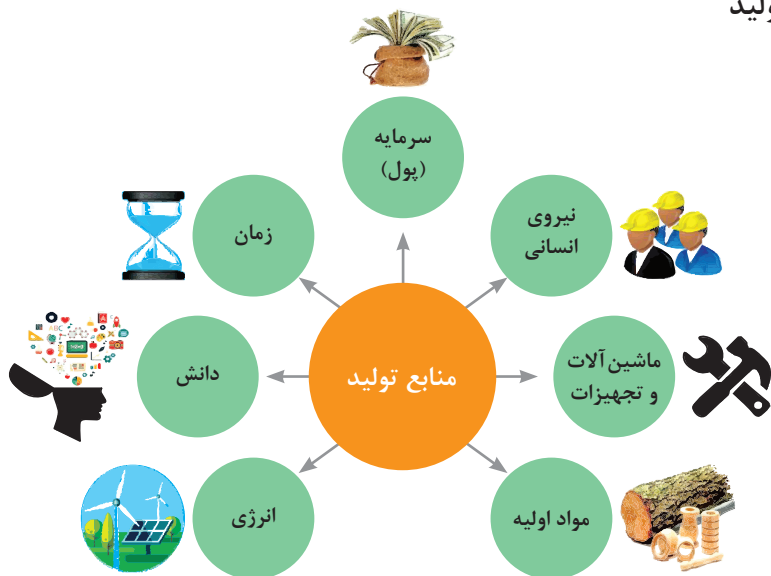 سرمایه
(پول)
نیروی
انسانی
زمان
ماشین‌آلات
و تجهیزات
منابع تولید
دانش
مواد اولیه
انرژی